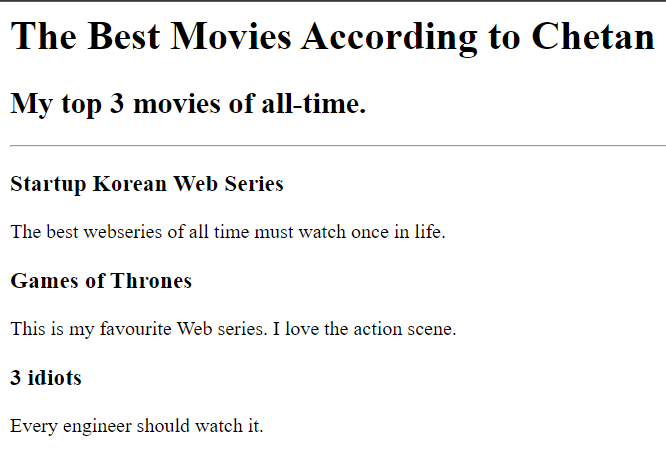 The Best Movies According to Chetan
My top 3 movies of all-time.
Startup Korean Web Series
The best webseries of all time must watch once in life.
Games of Thrones
This is my favourite Web series. I love the action scene.
3 idiots
Every engineer should watch it.